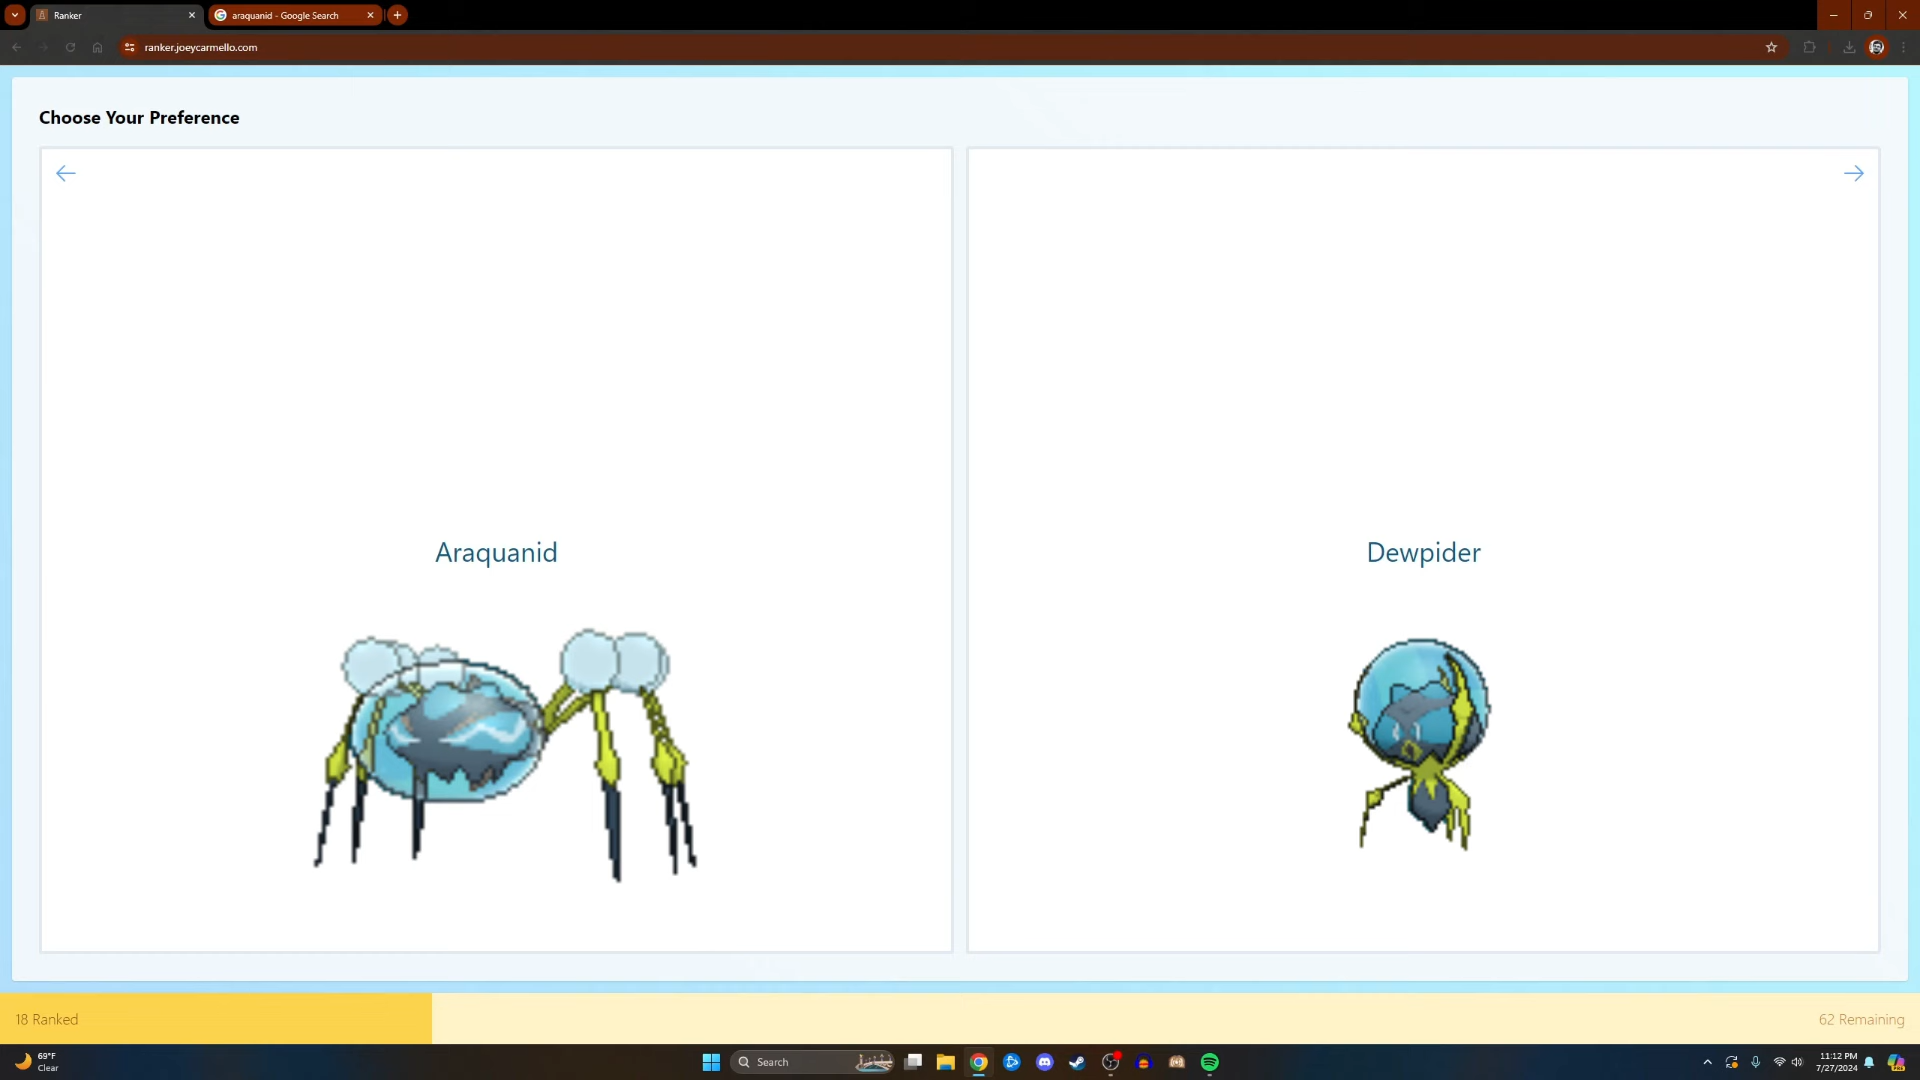 Ranker
araquanid - Google Search
ranker.joeycarmello.com
Choose Your Preference
Araquanid
Dewpider
18 Ranked
62 Remaining
69°F
Clear
Search
11:12 PM
7/27/2024